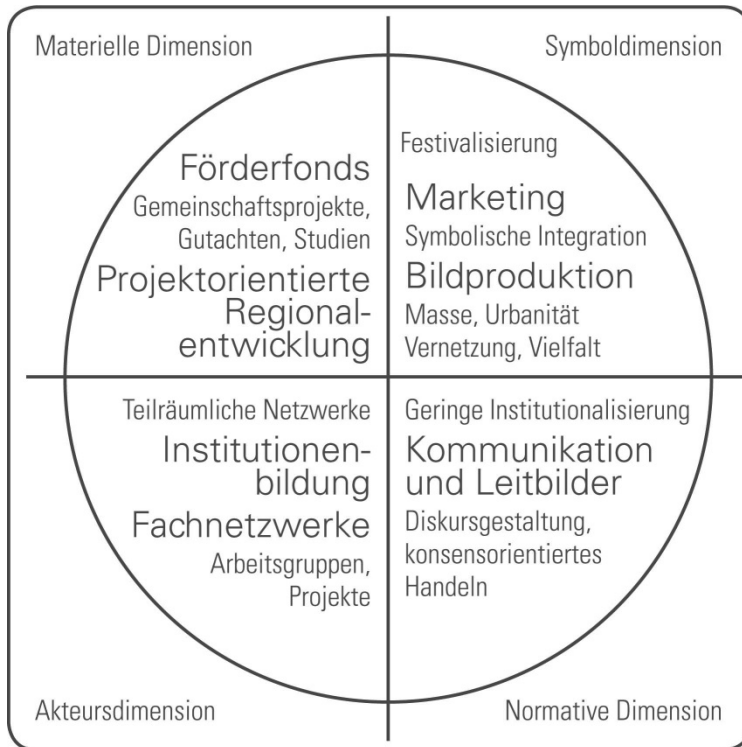 Materielle Dimension
Symboldimension
Förderfonds
Gemeinschaftsprojekte,
Gutachten, Studien
Projektorientierte
Regional-
entwicklung
Festivalisierung
Marketing
Symbolische Integration
Bildproduktion
Masse, Urbanität
Vernetzung, Vielfalt
Teilräumliche Netzwerke
Institutionen-
bildung
Fachnetzwerke
Arbeitsgruppen,
Projekte
Geringe Institutionalisierung
Kommunikation
und Leitbilder
Diskursgestaltung,
konsensorientiertes
Handeln
Akteursdimension
Normative Dimension